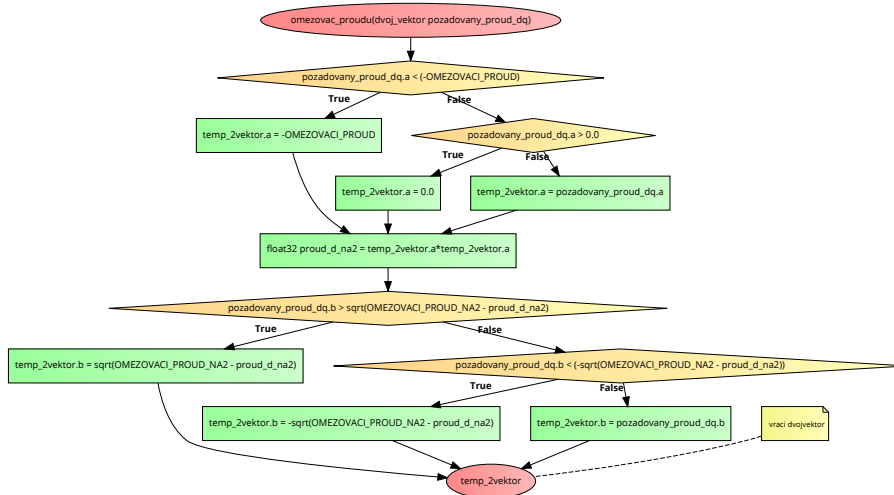 omezovac_proudu(dvoj_vektor pozadovany_proud_dq)
pozadovany_proud_dq.a < (-OMEZOVACI_PROUD)
True
False
temp_2vektor.a = -OMEZOVACI_PROUD
pozadovany_proud_dq.a > 0.0
True
False
temp_2vektor.a = 0.0
temp_2vektor.a = pozadovany_proud_dq.a
float32 proud_d_na2 = temp_2vektor.a*temp_2vektor.a
pozadovany_proud_dq.b > sqrt(OMEZOVACI_PROUD_NA2 - proud_d_na2)
True
False
temp_2vektor.b = sqrt(OMEZOVACI_PROUD_NA2 - proud_d_na2)
pozadovany_proud_dq.b < (-sqrt(OMEZOVACI_PROUD_NA2 - proud_d_na2))
True
False
temp_2vektor.b = -sqrt(OMEZOVACI_PROUD_NA2 - proud_d_na2)
temp_2vektor.b = pozadovany_proud_dq.b
vraci dvojvektor
temp_2vektor